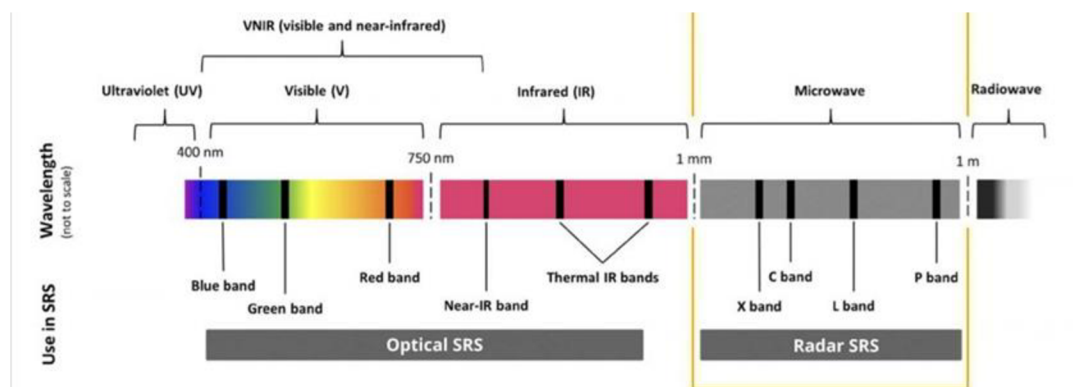 VNIR (visible and near-infrared)
Ultraviolet (UV)
Visible (V)
Infrared (IR)
Microwave
Radiowave
400 nm
750 nm
1 mm
1 m
Wavelength
(not to scale)
Blue band
Green band
Red band
Near-IR band
Thermal IR bands
X band
C band
L band
P band
Use in SRS
Optical SRS
Radar SRS